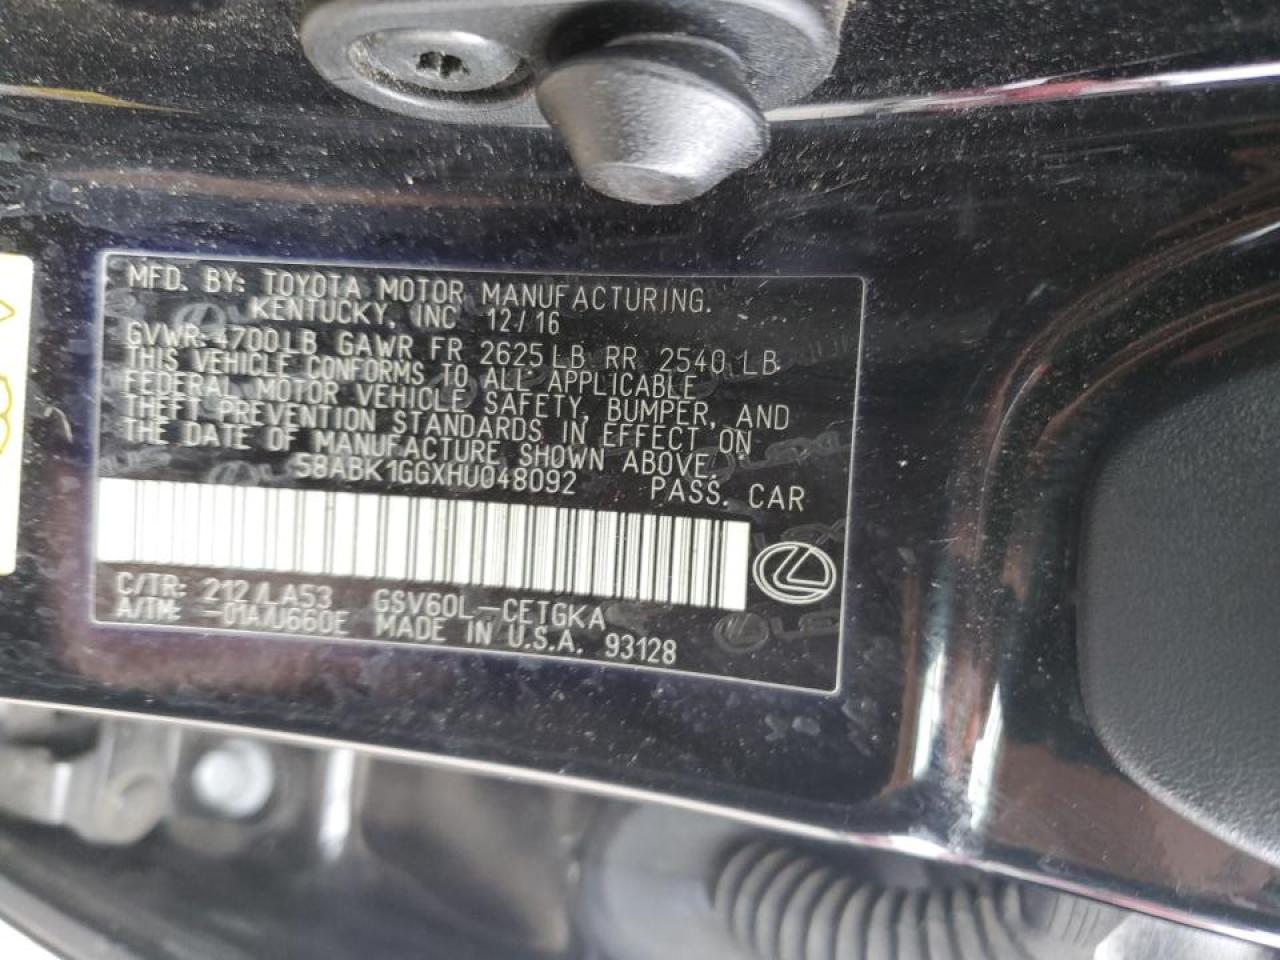 MFD. BY: TOYOTA MOTOR MANUFACTURING.
KENTUCKY, INC 12/16
GVWR: 4700LB GAWR FR 2625LB RR 2540 LB
THIS VEHICLE CONFORMS TO ALL APPLICABLE
FEDERAL MOTOR VEHICLE SAFETY, BUMPER, AND
THEFT PREVENTION STANDARDS IN EFFECT ON
THE DATE OF MANUFACTURE SHOWN ABOVE.
58ABK1GGXHU048092 PASS. CAR
C/TR: 212/LA53 GSV60L-CETGKA
A/TM: -01A/U660E MADE IN U.S.A. 93128